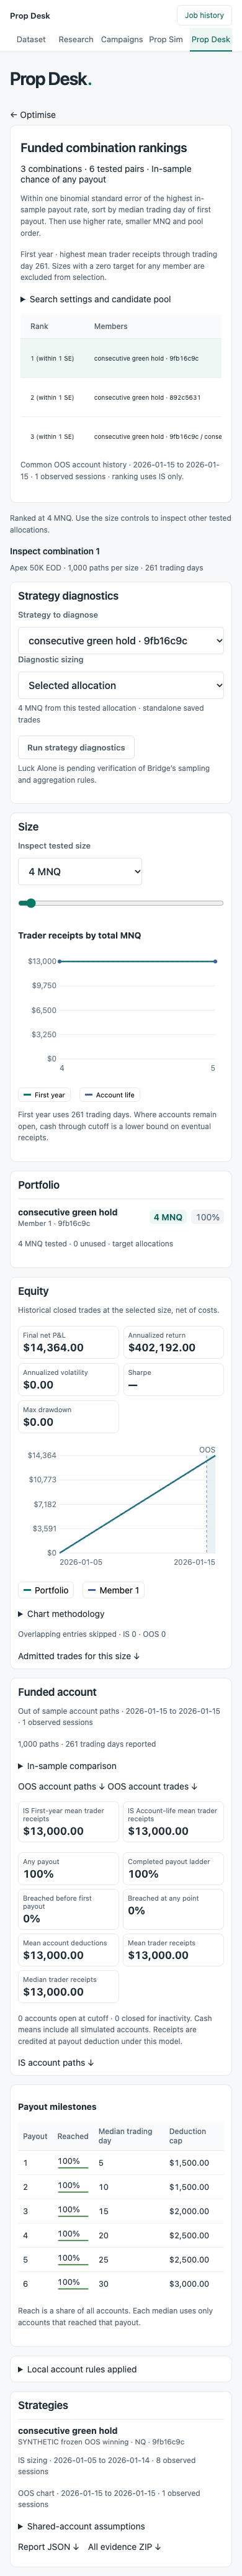 Prop Desk
Job history
Dataset Research Campaigns Prop Sim Prop Desk
Prop Desk.
← Optimise
Funded combination rankings
3 combinations · 6 tested pairs · In-sample
chance of any payout
Within one binomial standard error of the highest in-
sample payout rate, sort by median trading day of first
payout. Then use higher rate, smaller MNQ and pool
order.
First year · highest mean trader receipts through trading
day 261. Sizes with a zero target for any member are
excluded from selection.
▶ Search settings and candidate pool
Rank Members
1 (within 1 SE) consecutive green hold · 9fb16c9c
2 (within 1 SE) consecutive green hold · 892c5631
3 (within 1 SE) consecutive green hold · 9fb16c9c / conse
Common OOS account history · 2026-01-15 to 2026-01-
15 · 1 observed sessions · ranking uses IS only.
Ranked at 4 MNQ. Use the size controls to inspect other tested
allocations.
Inspect combination 1
Apex 50K EOD · 1,000 paths per size · 261 trading days
Strategy diagnostics
Strategy to diagnose
consecutive green hold · 9fb16c9c
Diagnostic sizing
Selected allocation
4 MNQ from this tested allocation · standalone saved
trades
Run strategy diagnostics
Luck Alone is pending verification of Bridge's sampling
and aggregation rules.
Size
Inspect tested size
4 MNQ
Trader receipts by total MNQ
$13,000
$9,750
$6,500
$3,250
$0
4 5
First year Account life
First year uses 261 trading days. Where accounts remain
open, cash through cutoff is a lower bound on eventual
receipts.
Portfolio
consecutive green hold 4 MNQ 100%
Member 1 · 9fb16c9c
4 MNQ tested · 0 unused · target allocations
Equity
Historical closed trades at the selected size, net of costs.
Final net P&L Annualized return
$14,364.00 $402,192.00
Annualized volatility Sharpe
$0.00 —
Max drawdown
$0.00
OOS
$14,364
$10,773
$7,182
$3,591
$0
2026-01-05 2026-01-15
Portfolio Member 1
▶ Chart methodology
Overlapping entries skipped · IS 0 · OOS 0
Admitted trades for this size ↓
Funded account
Out of sample account paths · 2026-01-15 to 2026-01-15
· 1 observed sessions
1,000 paths · 261 trading days reported
▶ In-sample comparison
OOS account paths ↓ OOS account trades ↓
IS First-year mean trader IS Account-life mean trader
receipts receipts
$13,000.00 $13,000.00
Any payout Completed payout ladder
100% 100%
Breached before first Breached at any point
payout 0%
0%
Mean account deductions Mean trader receipts
$13,000.00 $13,000.00
Median trader receipts
$13,000.00
0 accounts open at cutoff · 0 closed for inactivity. Cash
means include all simulated accounts. Receipts are
credited at payout deduction under this model.
IS account paths ↓
Payout milestones
Payout Reached Median trading Deduction
day cap
1 100% 5 $1,500.00
2 100% 10 $1,500.00
3 100% 15 $2,000.00
4 100% 20 $2,500.00
5 100% 25 $2,500.00
6 100% 30 $3,000.00
Reach is a share of all accounts. Each median uses only
accounts that reached that payout.
▶ Local account rules applied
Strategies
consecutive green hold
SYNTHETIC frozen OOS winning · NQ · 9fb16c9c
IS sizing · 2026-01-05 to 2026-01-14 · 8 observed
sessions
OOS chart · 2026-01-15 to 2026-01-15 · 1 observed
sessions
▶ Shared-account assumptions
Report JSON ↓ All evidence ZIP ↓